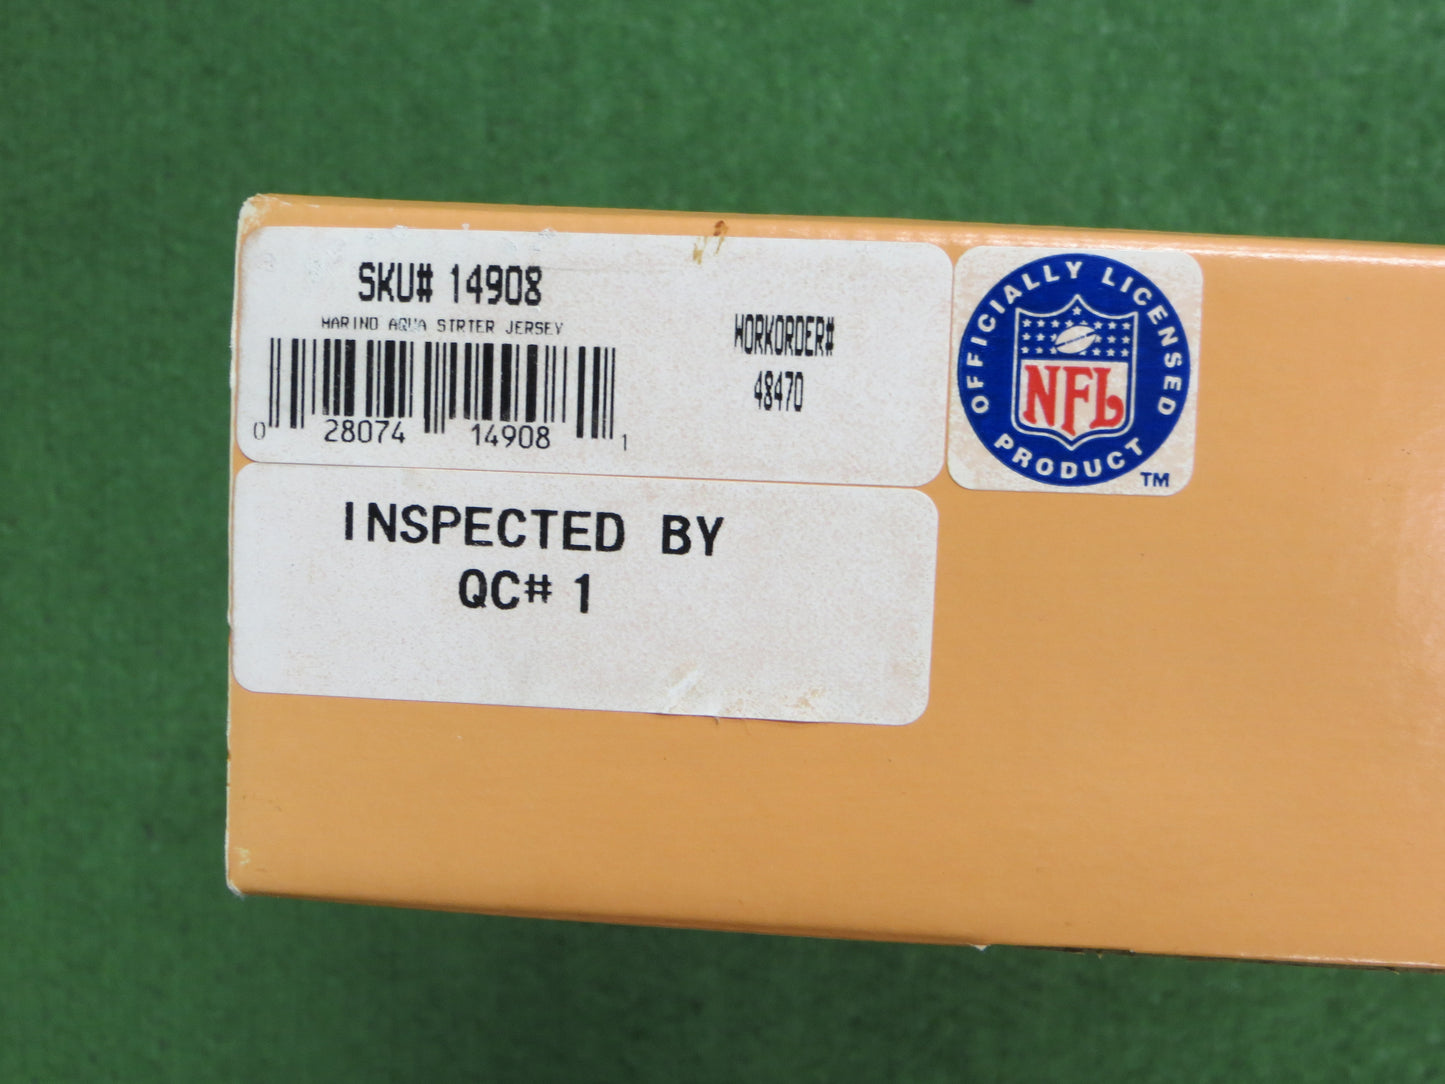 SKU# 14908
MARINO AQUA STRTER JERSEY
0 28074 14908 1
WORKORDER#
48470
OFFICIALLY LICENSED
NFL
PRODUCT
TM
INSPECTED BY
QC# 1